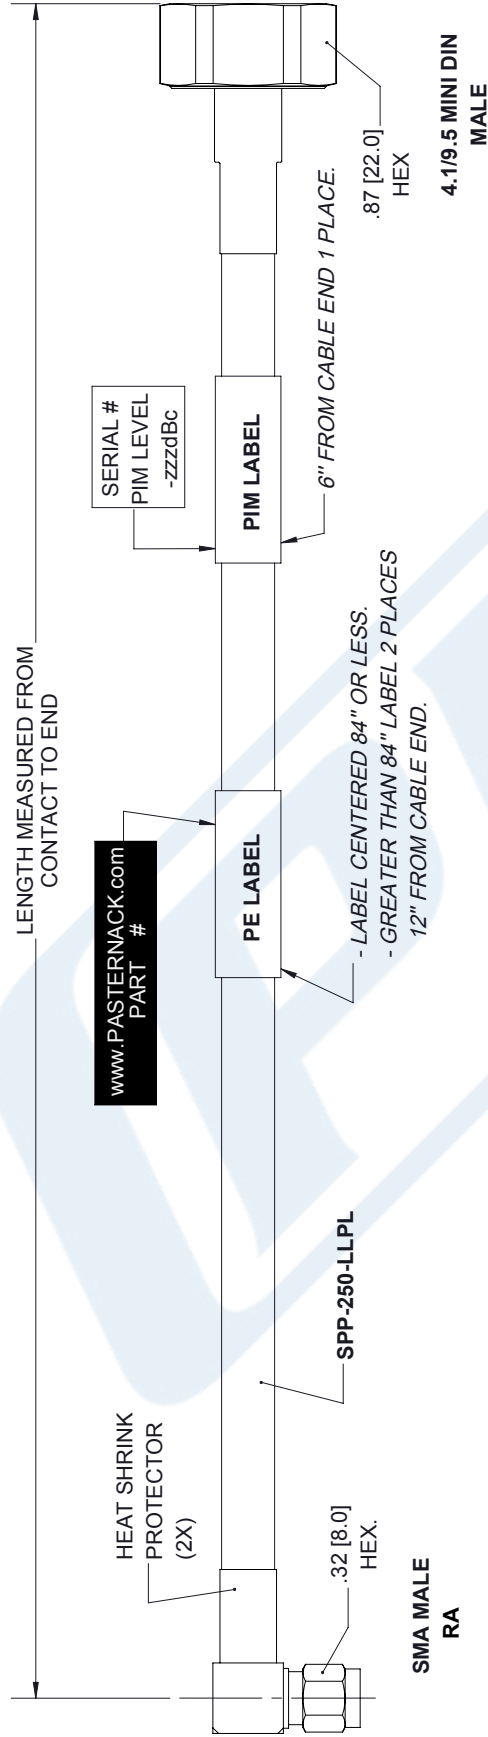 LENGTH MEASURED FROM
CONTACT TO END
HEAT SHRINK
PROTECTOR
(2X)
www.PASTERNACK.com
PART #
SERIAL #
PIM LEVEL
-zzzdBc
PE LABEL
PIM LABEL
.32 [8.0]
HEX.
SMA MALE
RA
SPP-250-LLPL
- LABEL CENTERED 84" OR LESS.
- GREATER THAN 84" LABEL 2 PLACES
12" FROM CABLE END.
6" FROM CABLE END 1 PLACE.
.87 [22.0]
HEX
4.1/9.5 MINI DIN
MALE